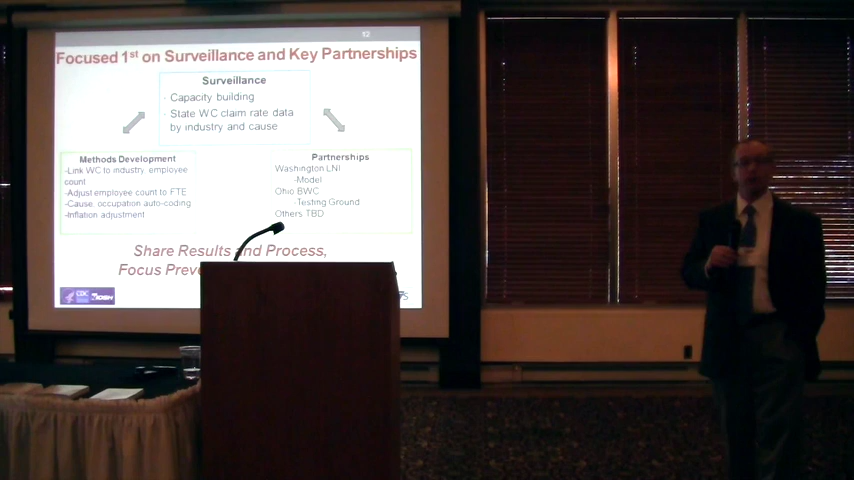 12
Focused 1st on Surveillance and Key Partnerships
Surveillance
- Capacity building
- State WC claim rate data
by industry and cause
Methods Development
-Link WC to industry, employee
count
-Adjust employee count to FTE
-Cause, occupation auto-coding
-Inflation adjustment
Partnerships
Washington LNI
-Model
Ohio BWC
-Testing Ground
Others TBD
Share Results and Process,
Focus
CDC NIOSH